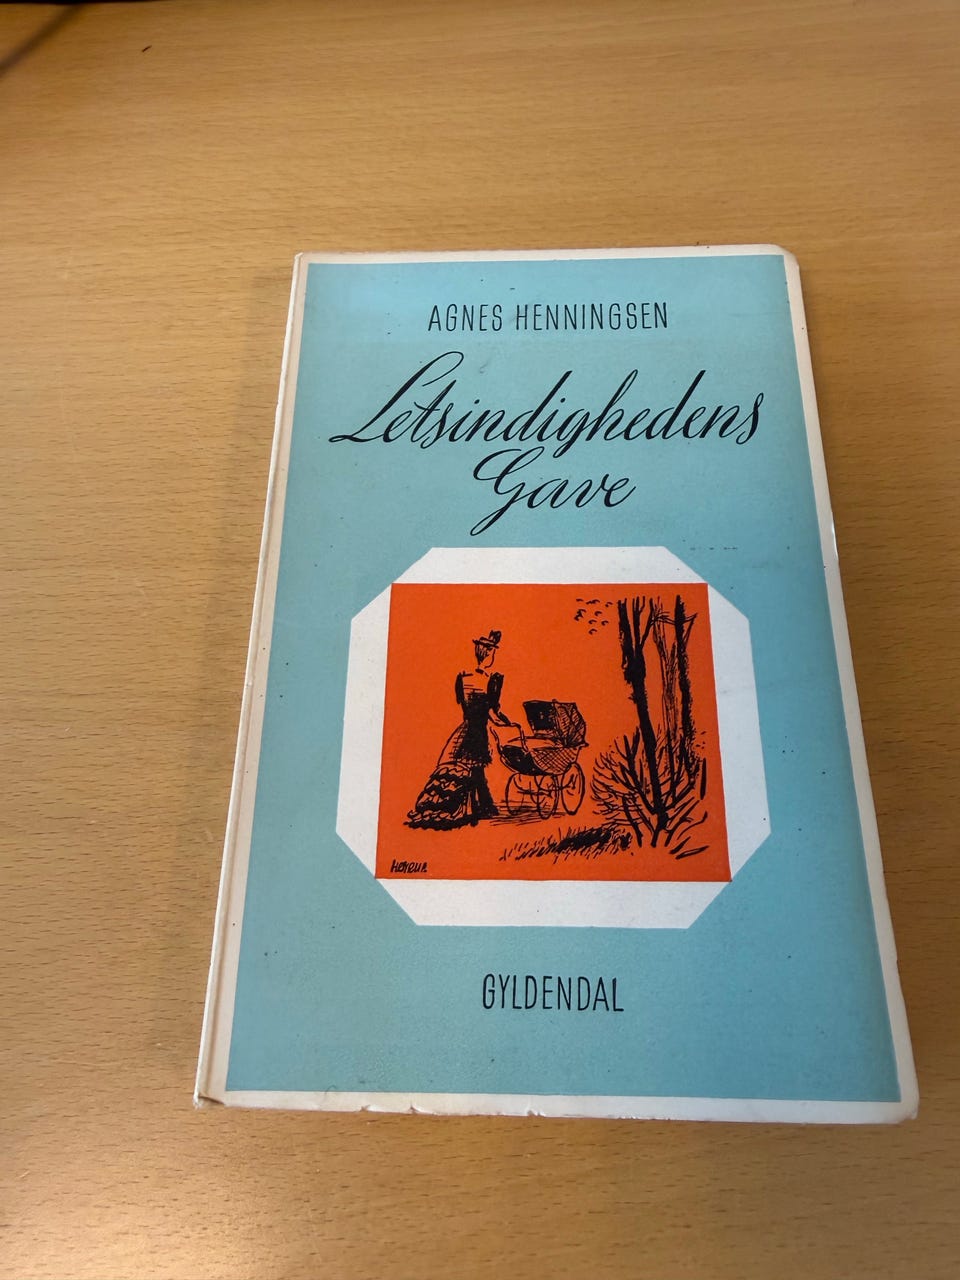 AGNES HENNINGSEN
Letsindighedens
Gave
GYLDENDAL